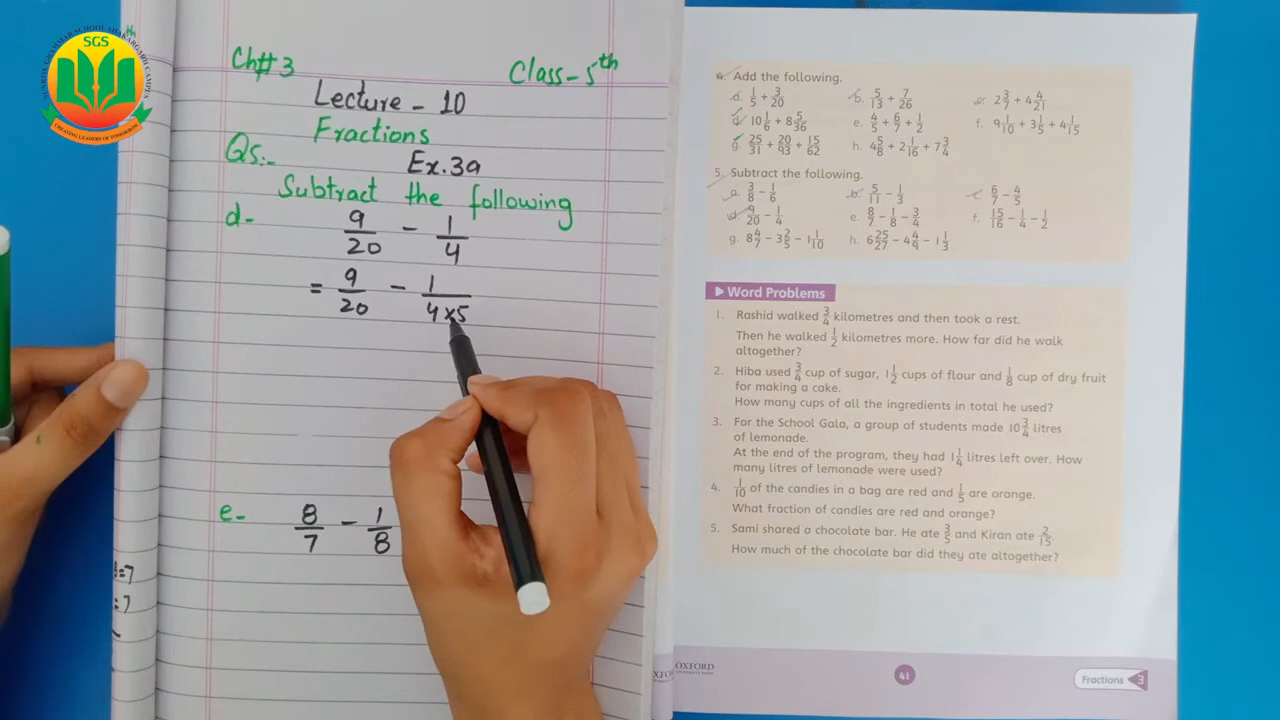 SGS
CREATING LEADERS OF TOMORROW
Ch# 3
Class - 5th
Lecture - 10
Fractions
Q5:-
Ex.3a
Subtract the following
d- 9/20 - 1/4
= 9/20 - 1/4×5
e- 8/7 - 1/8
4. Add the following.
a. 1/5 + 3/20 b. 5/13 + 7/26 c. 2 3/7 + 4 4/21
d. 10 1/6 + 8 5/36 e. 4/5 + 6/7 + 1/2 f. 9 1/10 + 3 1/5 + 4 1/15
g. 25/31 + 20/93 + 15/62 h. 4 5/8 + 2 1/16 + 7 3/4
5. Subtract the following.
a. 3/8 - 1/6 b. 5/11 - 1/3 c. 6/7 - 4/5
d. 9/20 - 1/4 e. 8/7 - 1/8 - 3/4 f. 15/16 - 1/4 - 1/2
g. 8 4/7 - 3 2/5 - 1 1/10 h. 6 25/27 - 4 4/9 - 1 1/3
Word Problems
1. Rashid walked 3/4 kilometres and then took a rest.
Then he walked 1/2 kilometres more. How far did he walk
altogether?
2. Hiba used 3/4 cup of sugar, 1 1/2 cups of flour and 1/8 cup of dry fruit
for making a cake.
How many cups of all the ingredients in total he used?
3. For the School Gala, a group of students made 10 3/4 litres
of lemonade.
At the end of the program, they had 1 1/4 litres left over. How
many litres of lemonade were used?
4. 1/10 of the candies in a bag are red and 1/5 are orange.
What fraction of candies are red and orange?
5. Sami shared a chocolate bar. He ate 3/5 and Kiran ate 2/15.
How much of the chocolate bar did they ate altogether?
OXFORD
41
Fractions 3